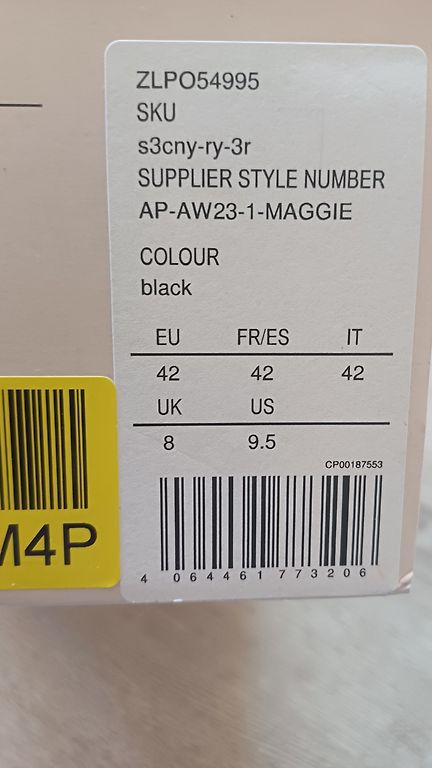 ZLPO54995
SKU
s3cny-ry-3r
SUPPLIER STYLE NUMBER
AP-AW23-1-MAGGIE
COLOUR
black
EU FR/ES IT
42 42 42
UK US
8 9.5
CP00187553
4 064461 773206
M4P